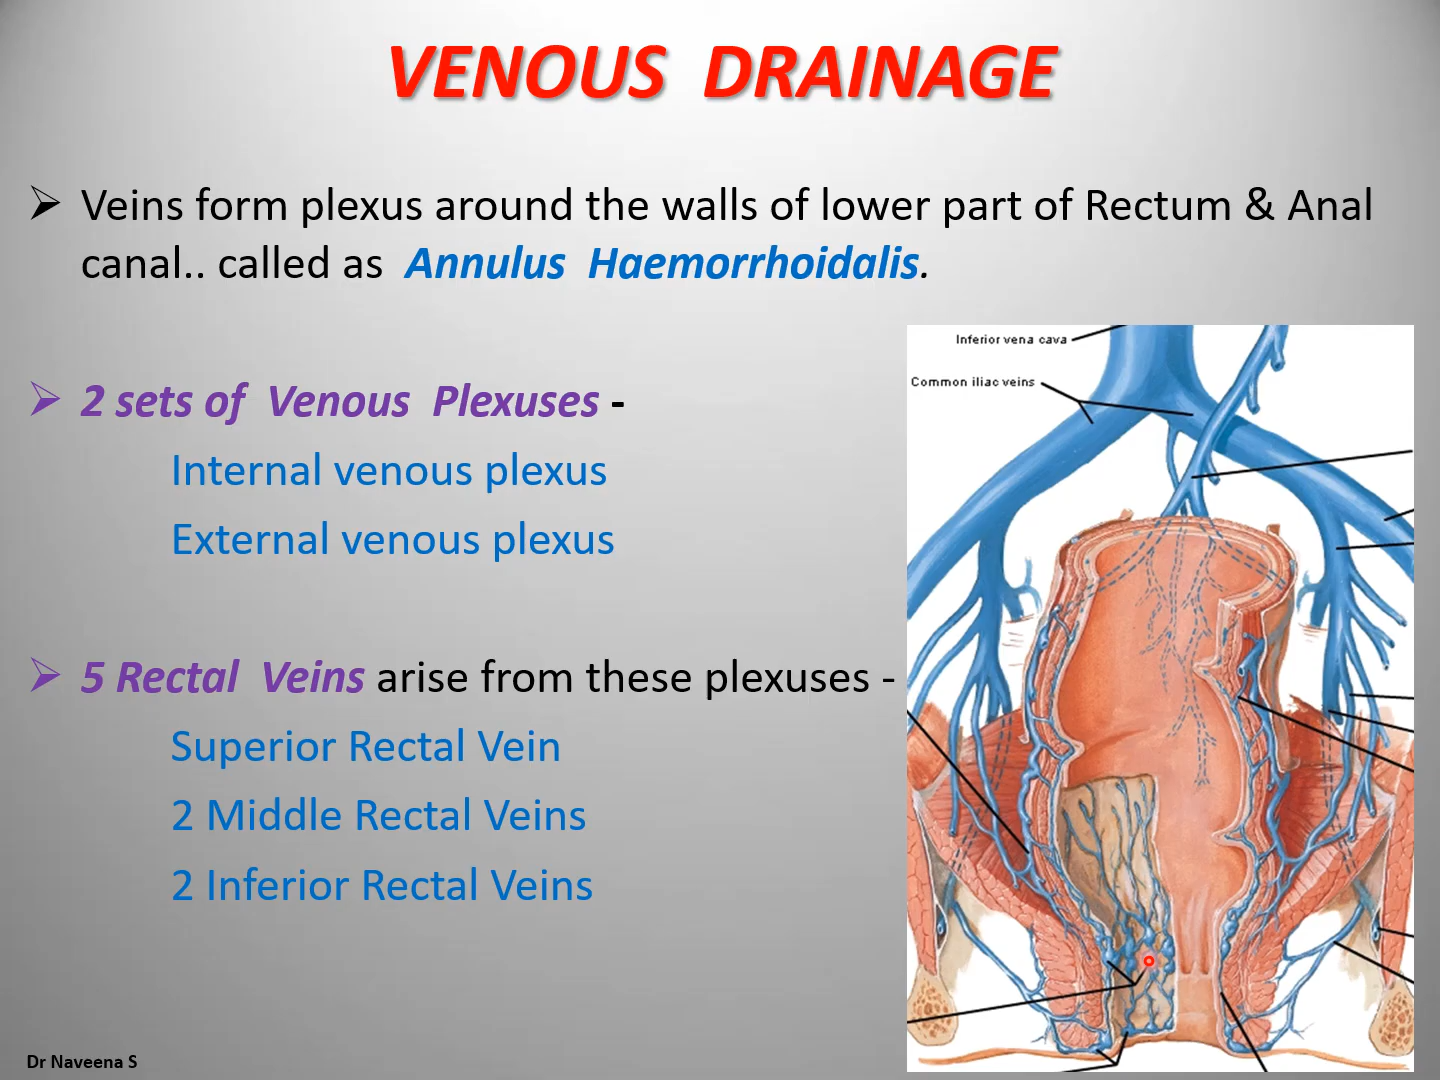 VENOUS DRAINAGE
Veins form plexus around the walls of lower part of Rectum & Anal
canal.. called as Annulus Haemorrhoidalis.
2 sets of Venous Plexuses -
Internal venous plexus
External venous plexus
5 Rectal Veins arise from these plexuses -
Superior Rectal Vein
2 Middle Rectal Veins
2 Inferior Rectal Veins
Inferior vena cava
Common iliac veins
Dr Naveena S